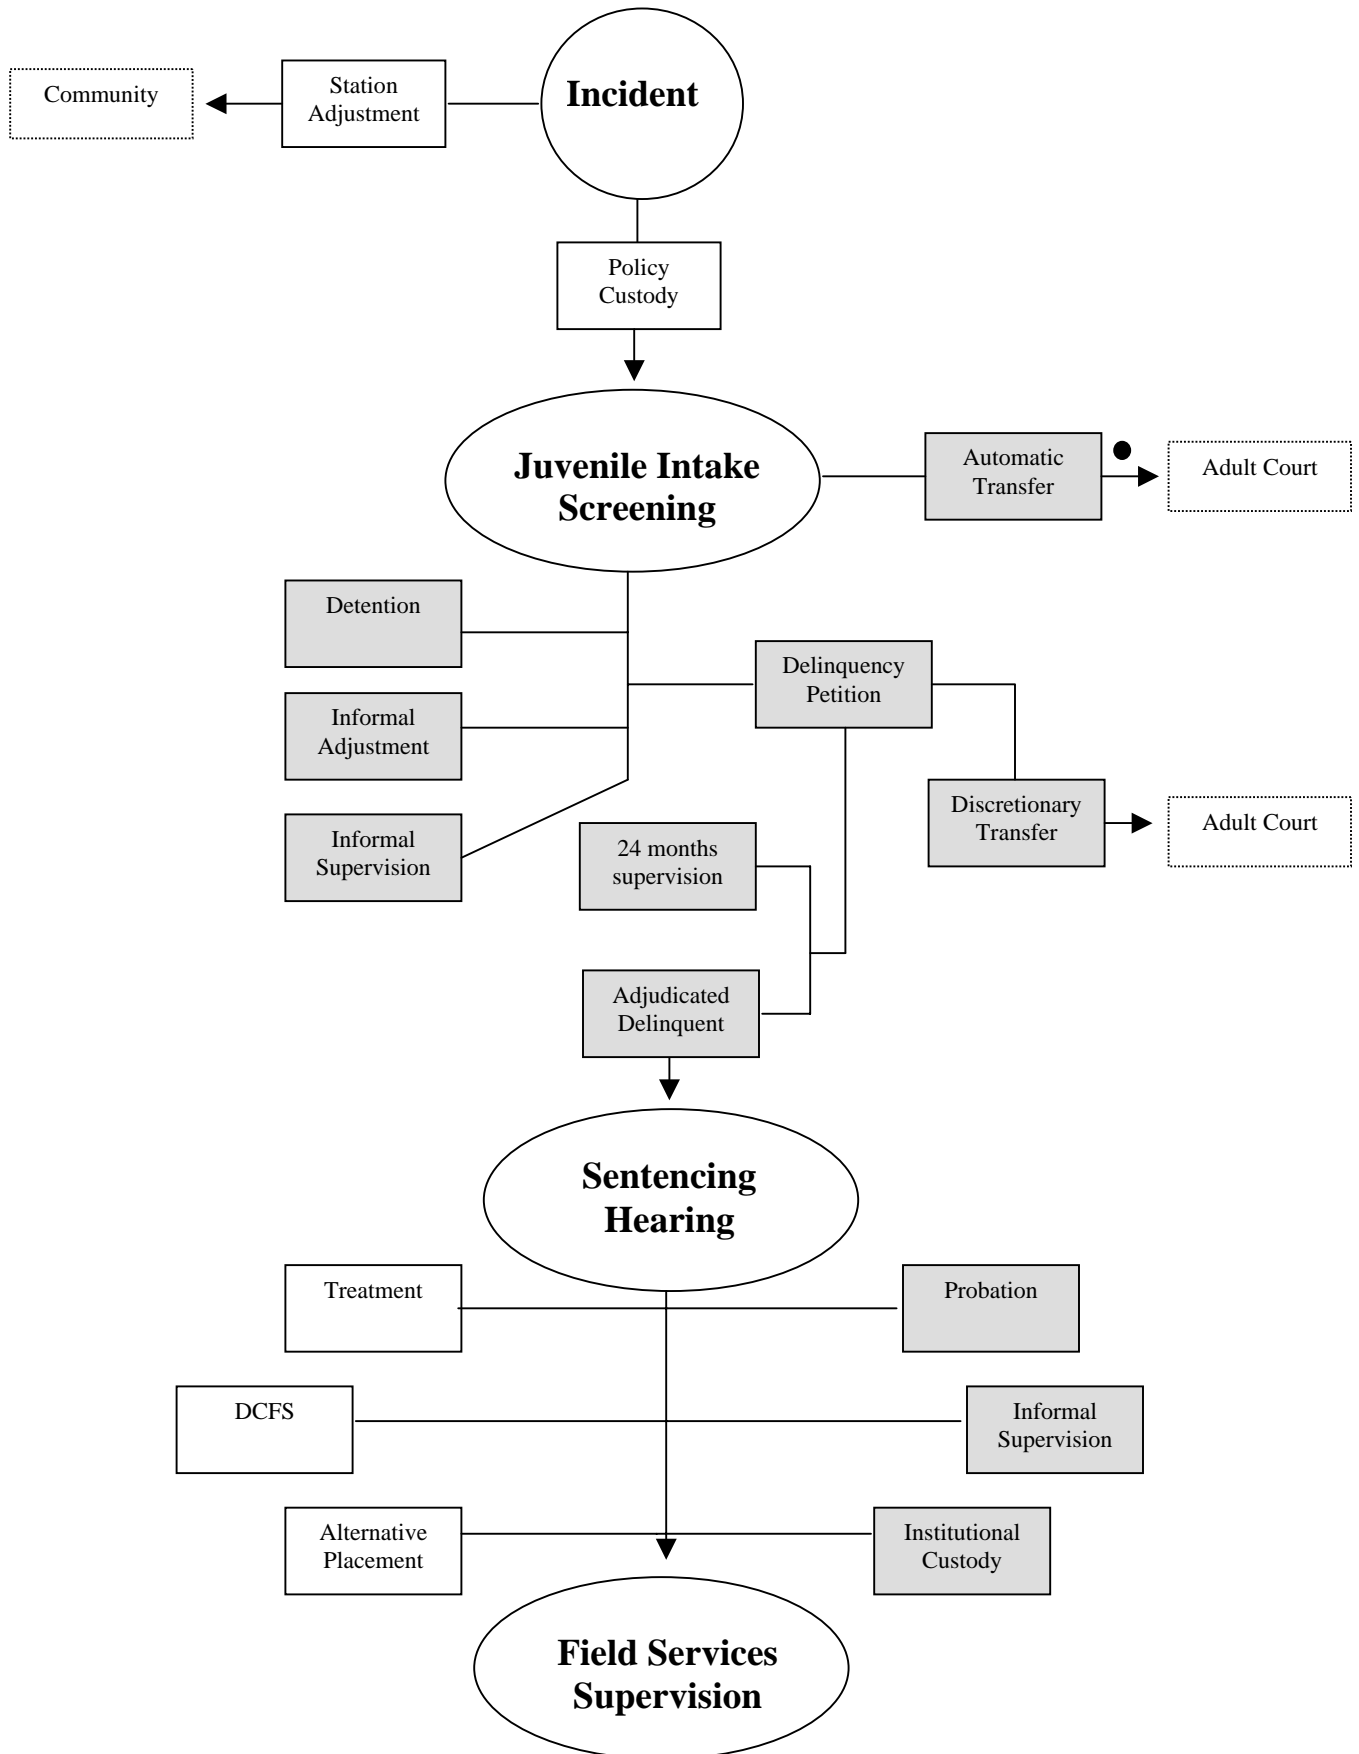 Incident
Station
Adjustment
Community
Policy
Custody
Juvenile Intake
Screening
Automatic
Transfer
Adult Court
Detention
Delinquency
Petition
Informal
Adjustment
Discretionary
Transfer
Adult Court
Informal
Supervision
24 months
supervision
Adjudicated
Delinquent
Sentencing
Hearing
Treatment
Probation
DCFS
Informal
Supervision
Alternative
Placement
Institutional
Custody
Field Services
Supervision